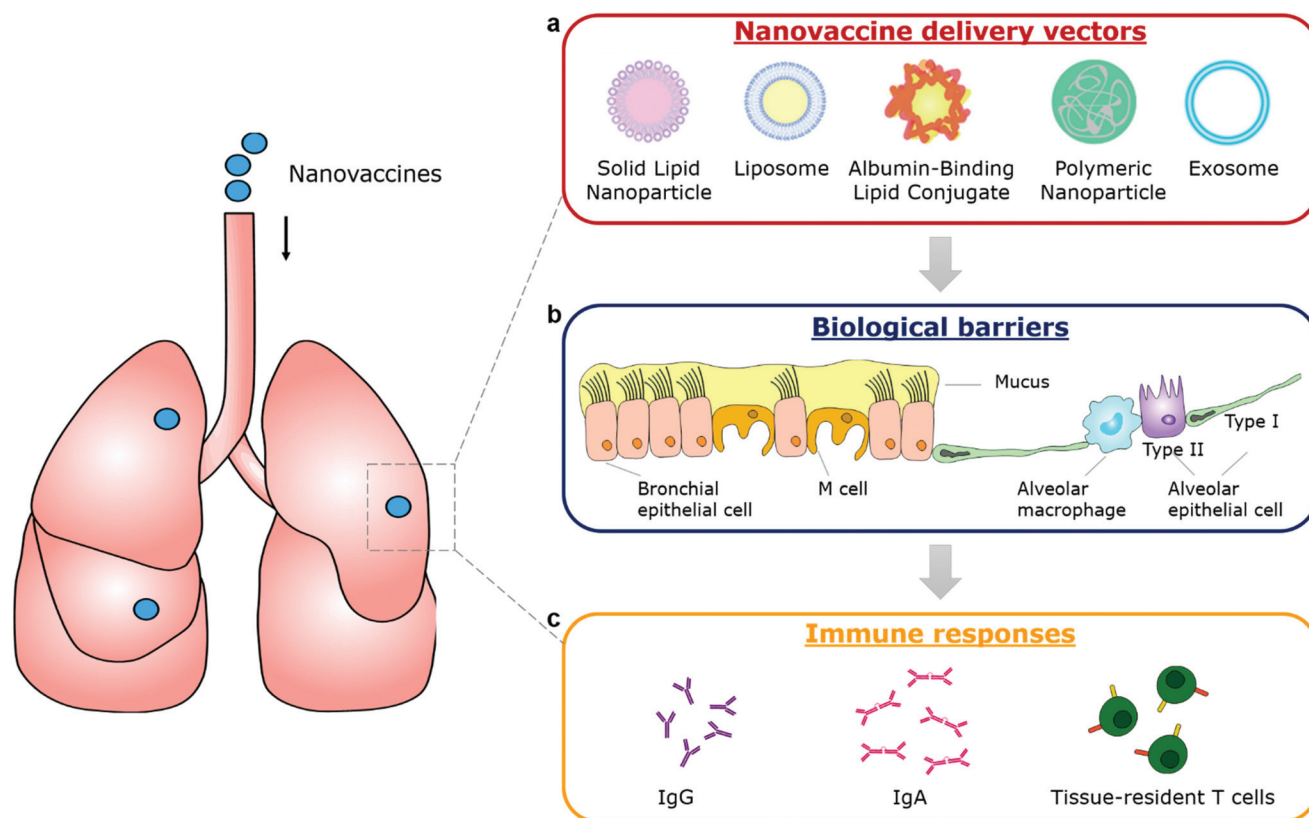 Nanovaccines
a
Nanovaccine delivery vectors
Solid Lipid
Nanoparticle
Liposome
Albumin-Binding
Lipid Conjugate
Polymeric
Nanoparticle
Exosome
b
Biological barriers
Mucus
Type I
Type II
Bronchial
epithelial cell
M cell
Alveolar
macrophage
Alveolar
epithelial cell
c
Immune responses
IgG
IgA
Tissue-resident T cells